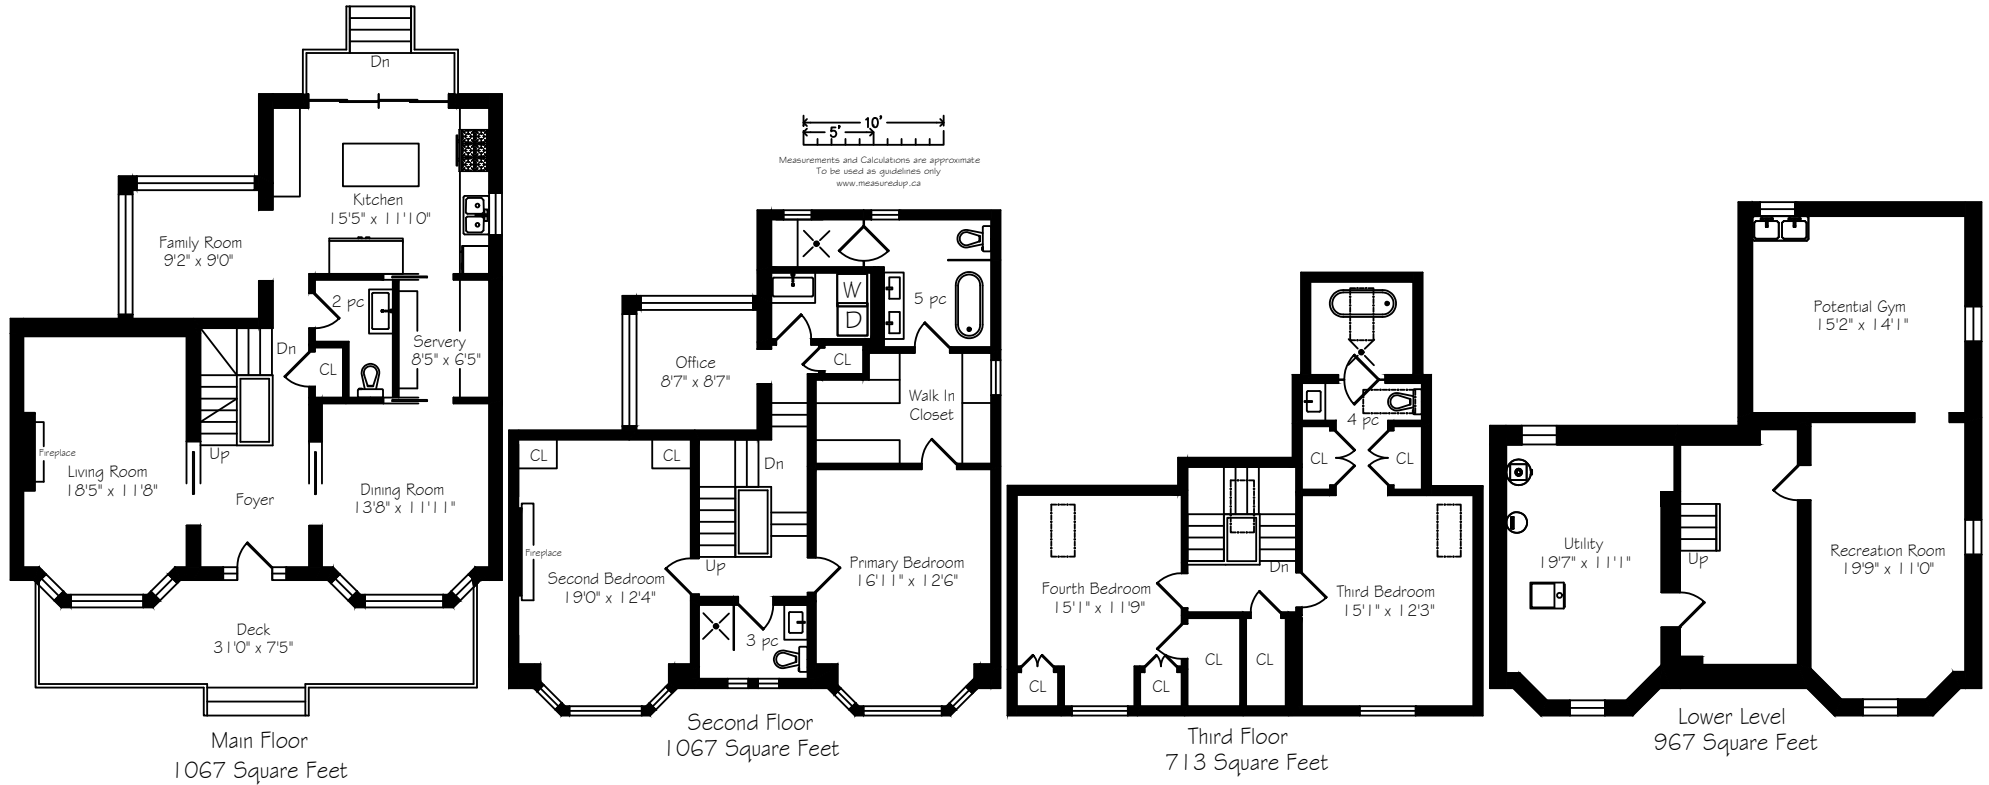 Dn
Kitchen
15'5" x 11'10"
Family Room
9'2" x 9'0"
2 pc
Servery
8'5" x 6'5"
Dn
CL
Up
Fireplace
Living Room
18'5" x 11'8"
Foyer
Dining Room
13'8" x 11'11"
Deck
31'0" x 7'5"
Main Floor
1067 Square Feet
10'
5'
Measurements and Calculations are approximate
To be used as guidelines only
www.measuredup.ca
W
D
5 pc
Office
8'7" x 8'7"
CL
Walk In
Closet
CL
CL
Dn
Fireplace
Second Bedroom
19'0" x 12'4"
Up
Primary Bedroom
16'11" x 12'6"
3 pc
Second Floor
1067 Square Feet
4 pc
CL
CL
Fourth Bedroom
15'1" x 11'9"
Dn
Third Bedroom
15'1" x 12'3"
CL
CL
CL
CL
Third Floor
713 Square Feet
Potential Gym
15'2" x 14'1"
Utility
19'7" x 11'1"
Up
Recreation Room
19'9" x 11'0"
Lower Level
967 Square Feet